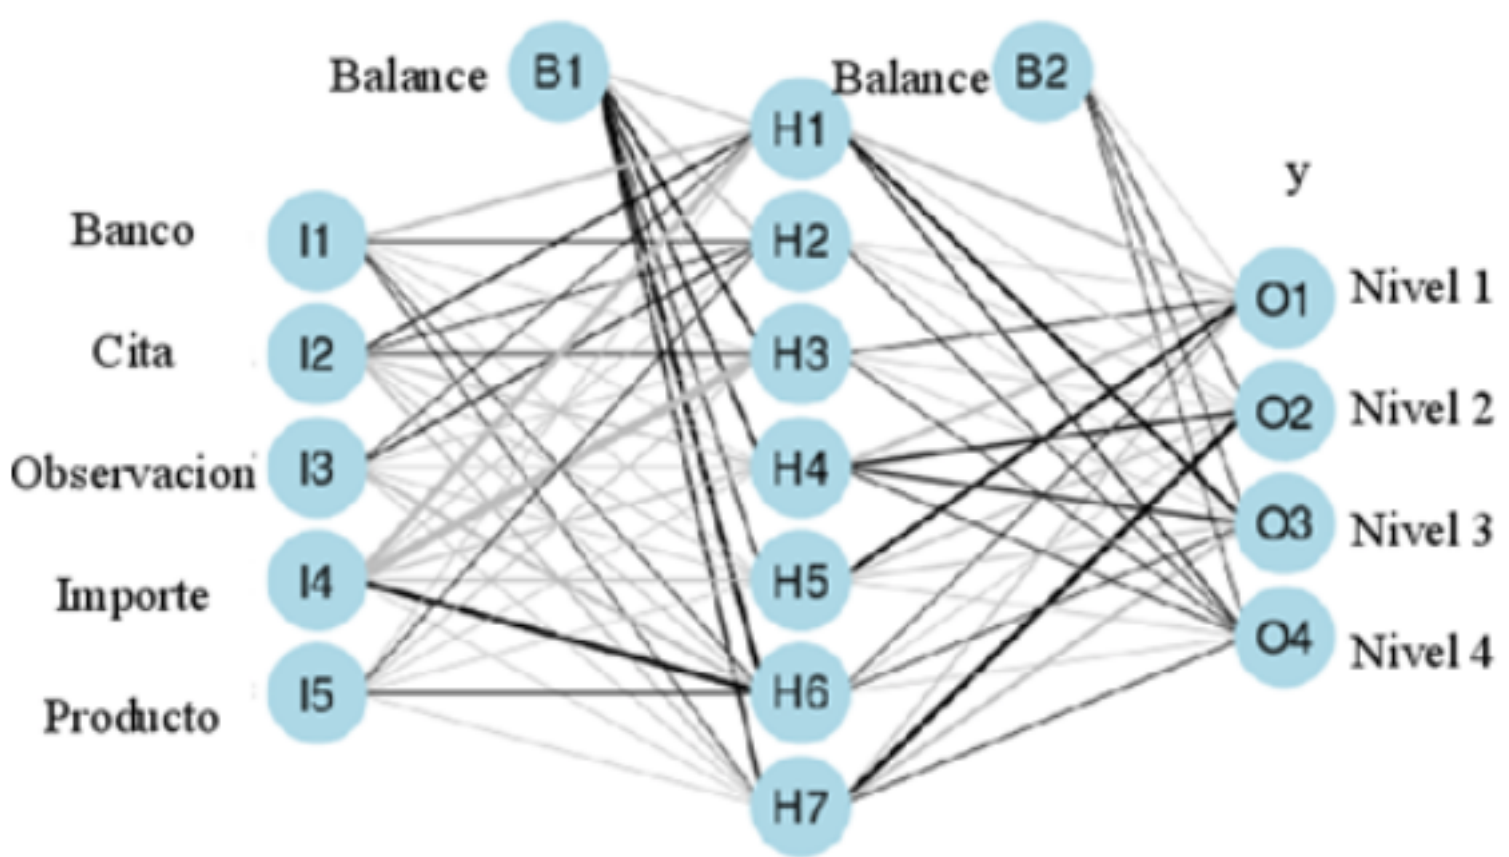 Balance B1
Balance B2
H1
y
Banco I1
H2
O1 Nivel 1
Cita I2
H3
O2 Nivel 2
Observacion I3
H4
O3 Nivel 3
Importe I4
H5
O4 Nivel 4
Producto I5
H6
H7